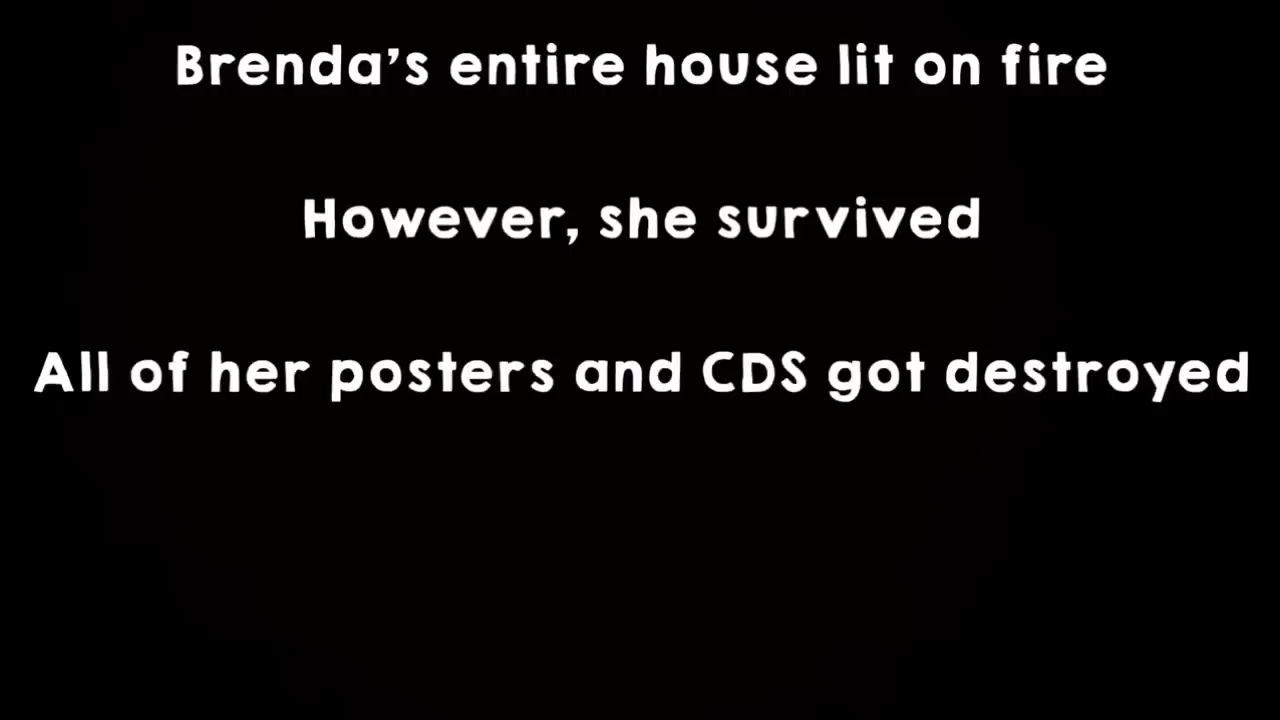 Brenda’s entire house lit on fire
However, she survived
All of her posters and CDS got destroyed